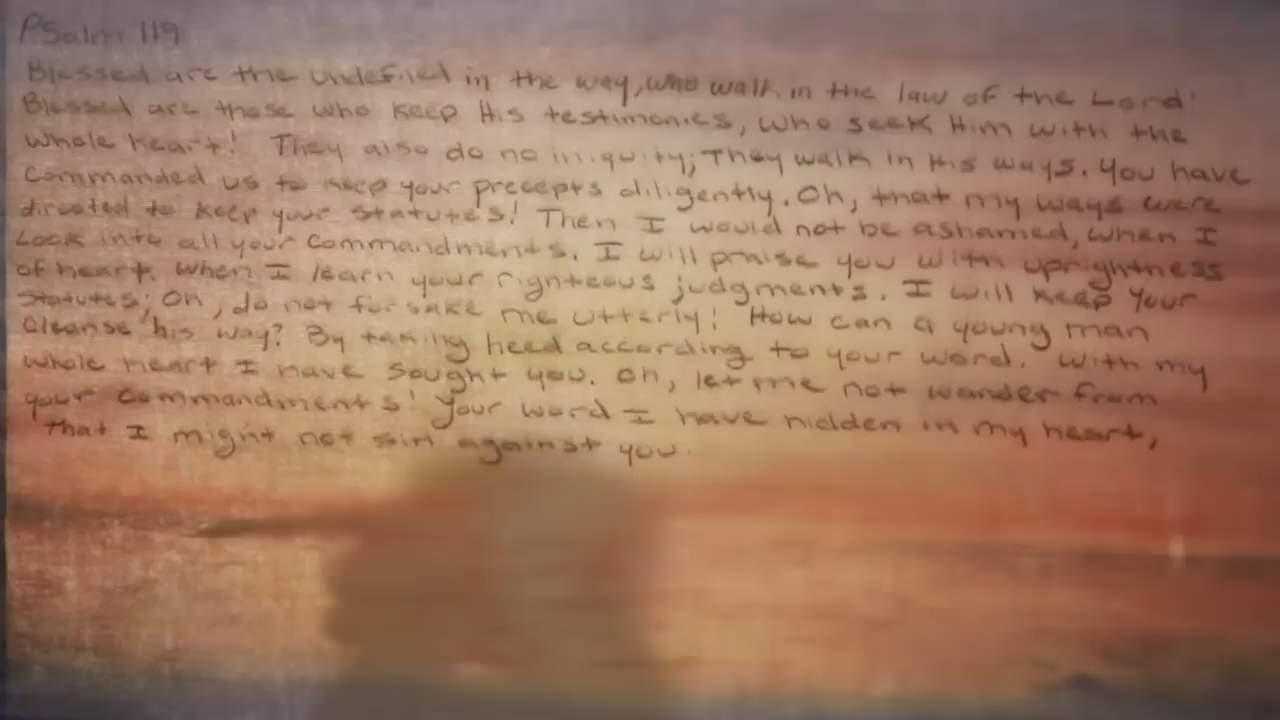 Psalm 119
Blessed are the undefiled in the way, who walk in the law of the Lord!
Blessed are those who keep His testimonies, who seek Him with the
whole heart! They also do no iniquity; They walk in His ways. You have
commanded us to keep your precepts diligently. Oh, that my ways were
directed to keep your statutes! Then I would not be ashamed, when I
Look into all your commandments. I will praise you with uprightness
of heart. when I learn your righteous judgments. I will keep your
statutes; Oh, do not forsake me utterly! How can a young man
cleanse his way? By taking heed according to your word. With my
whole heart I have sought you. Oh, let me not wander from
your commandments! Your word I have hidden in my heart,
that I might not sin against you.